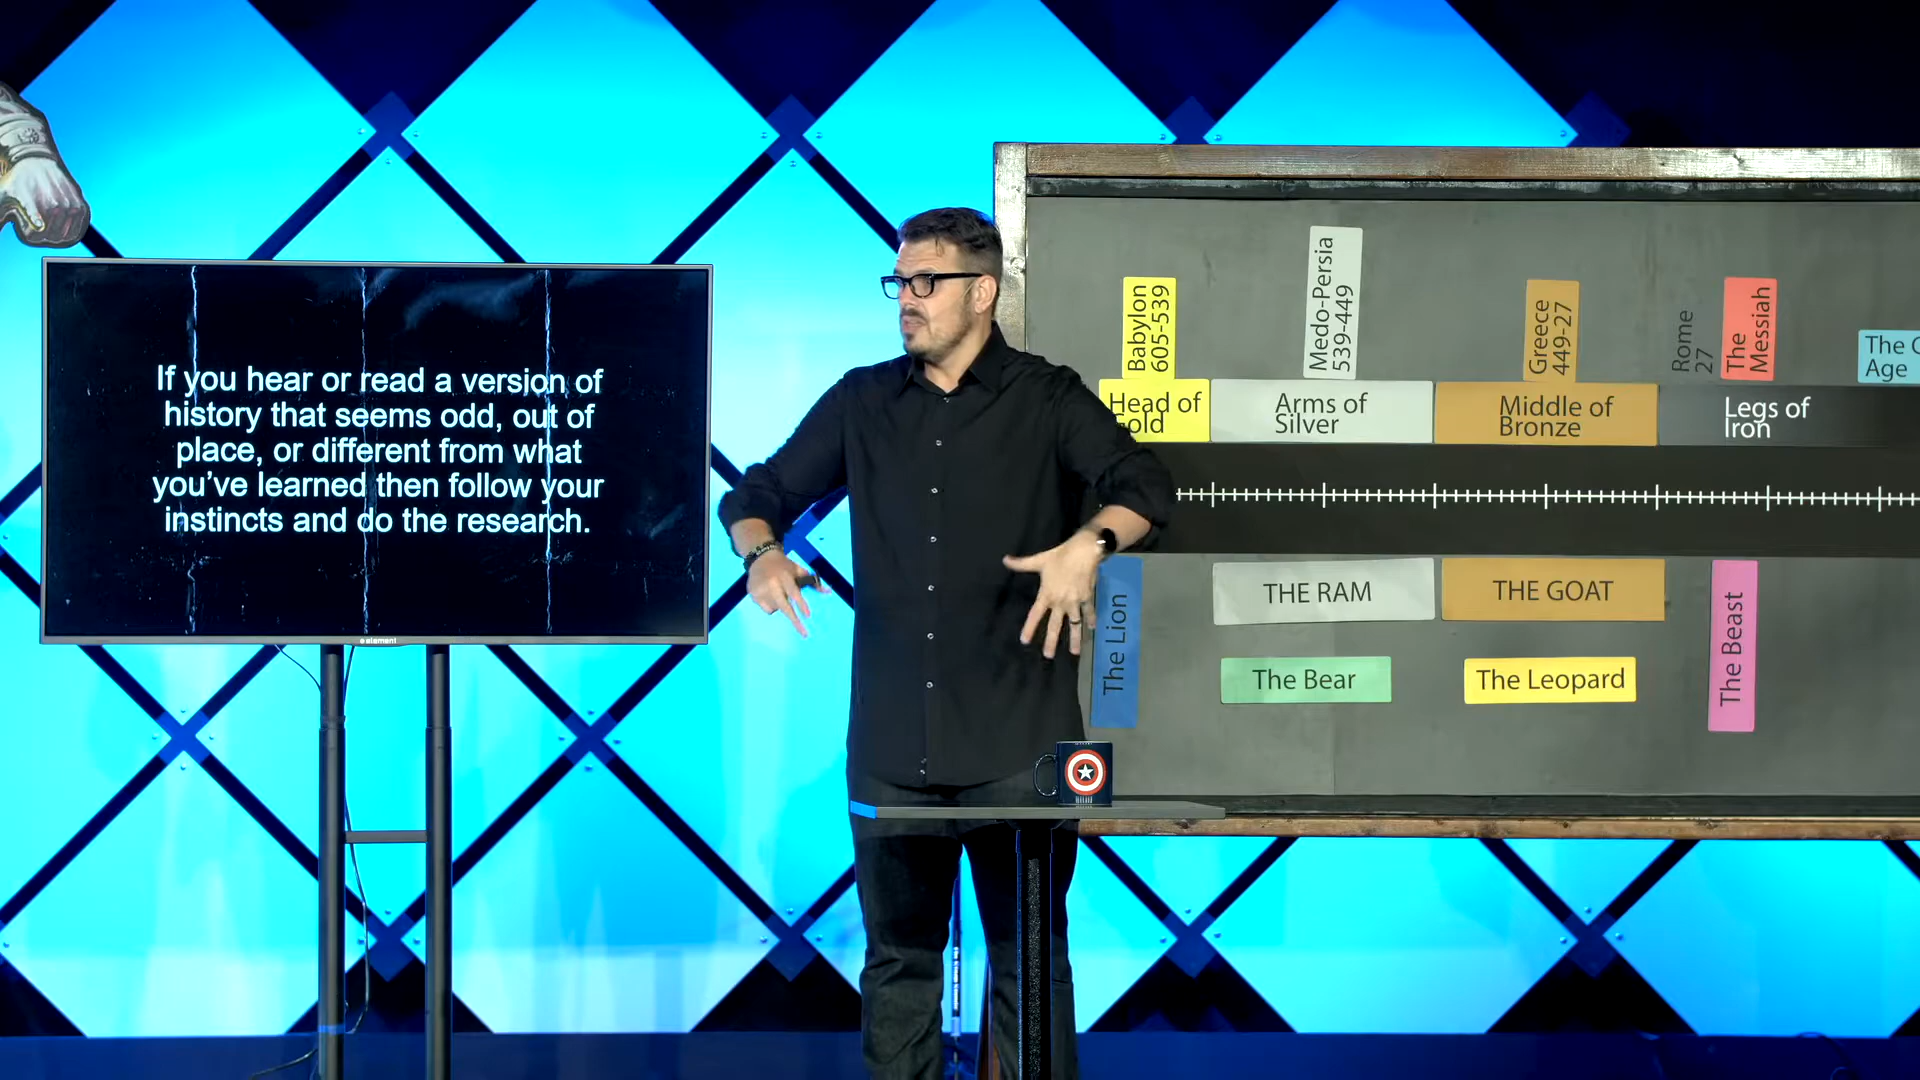 If you hear or read a version of
history that seems odd, out of
place, or different from what
you've learned then follow your
instincts and do the research.
element
Babylon
605-539
Medo-Persia
539-449
Greece
449-27
Rome
27
The
Messiah
The
Age
Head of
Gold
Arms of
Silver
Middle of
Bronze
Legs of
Iron
The Lion
THE RAM
THE GOAT
The Beast
The Bear
The Leopard